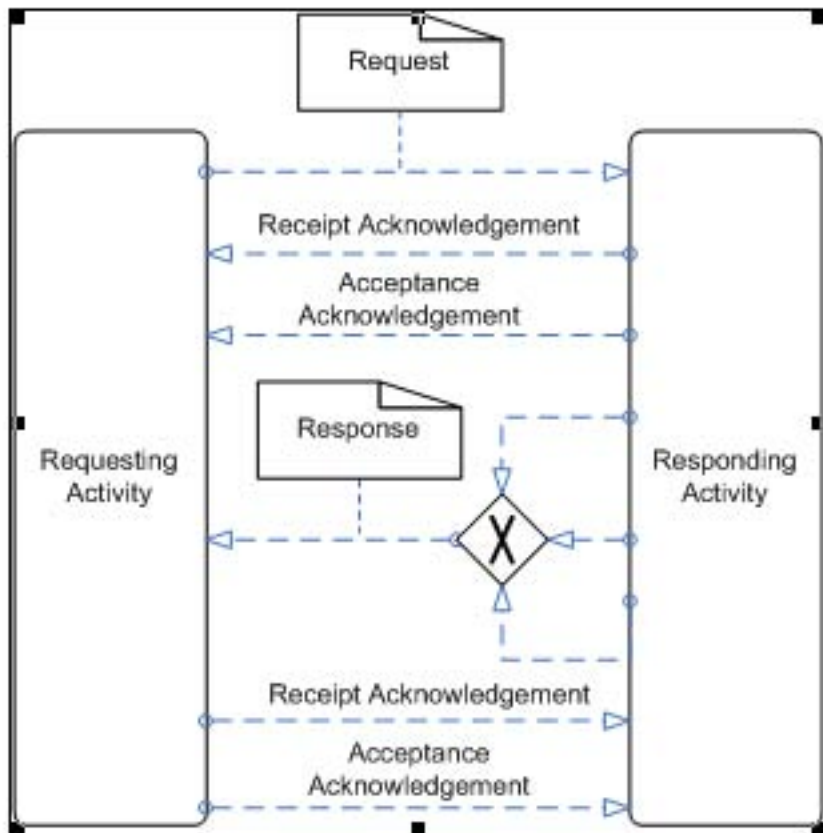 Request
Receipt Acknowledgement
Acceptance
Acknowledgement
Response
Requesting
Activity
Responding
Activity
X
Receipt Acknowledgement
Acceptance
Acknowledgement